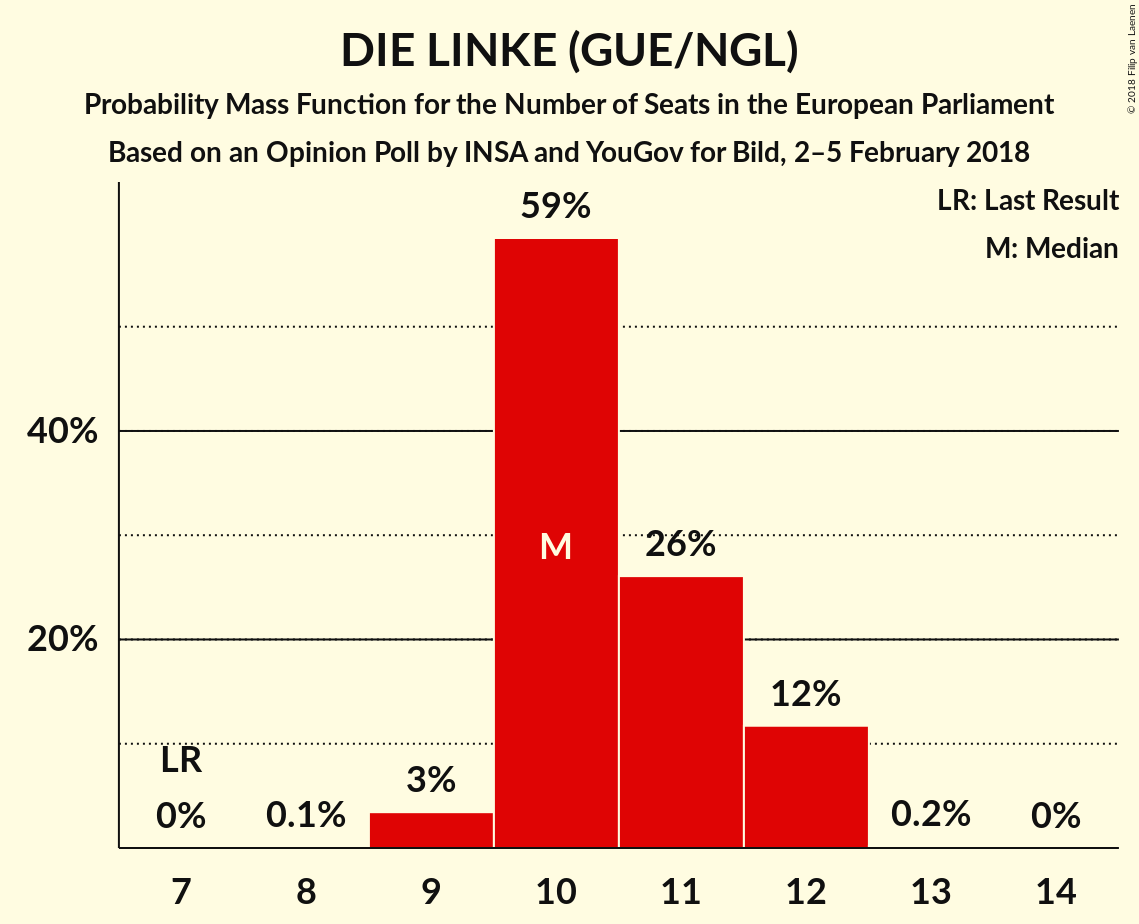 DIE LINKE (GUE/NGL)
Probability Mass Function for the Number of Seats in the European Parliament
Based on an Opinion Poll by INSA and YouGov for Bild, 2–5 February 2018
© 2018 Filip van Laenen
LR: Last Result
M: Median
59%
40%
M
26%
20%
12%
LR
3%
0%
0.1%
0.2%
0%
7 8 9 10 11 12 13 14